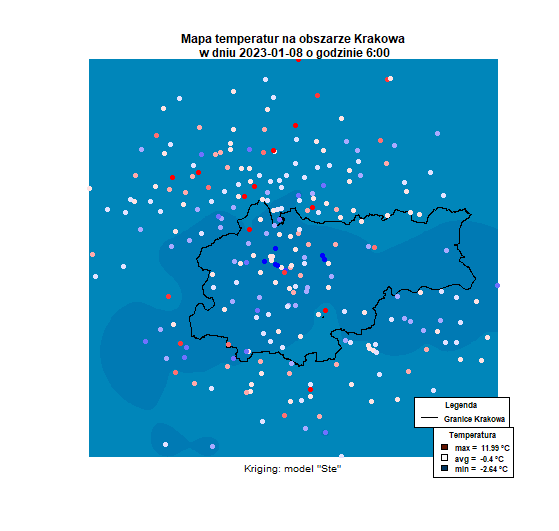 Mapa temperatur na obszarze Krakowa
w dniu 2023-01-08 o godzinie 6:00
Legenda
Granice Krakowa
Temperatura
max = 11.99 °C
avg = -0.4 °C
min = -2.64 °C
Kriging: model "Ste"